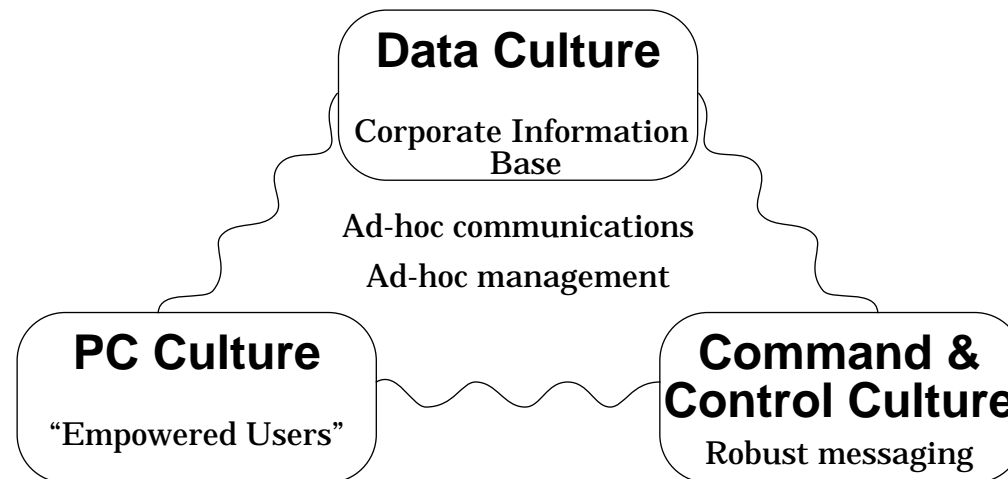 Data Culture
Corporate Information
Base
Ad-hoc communications
Ad-hoc management
PC Culture
“Empowered Users”
Command &
Control Culture
Robust messaging